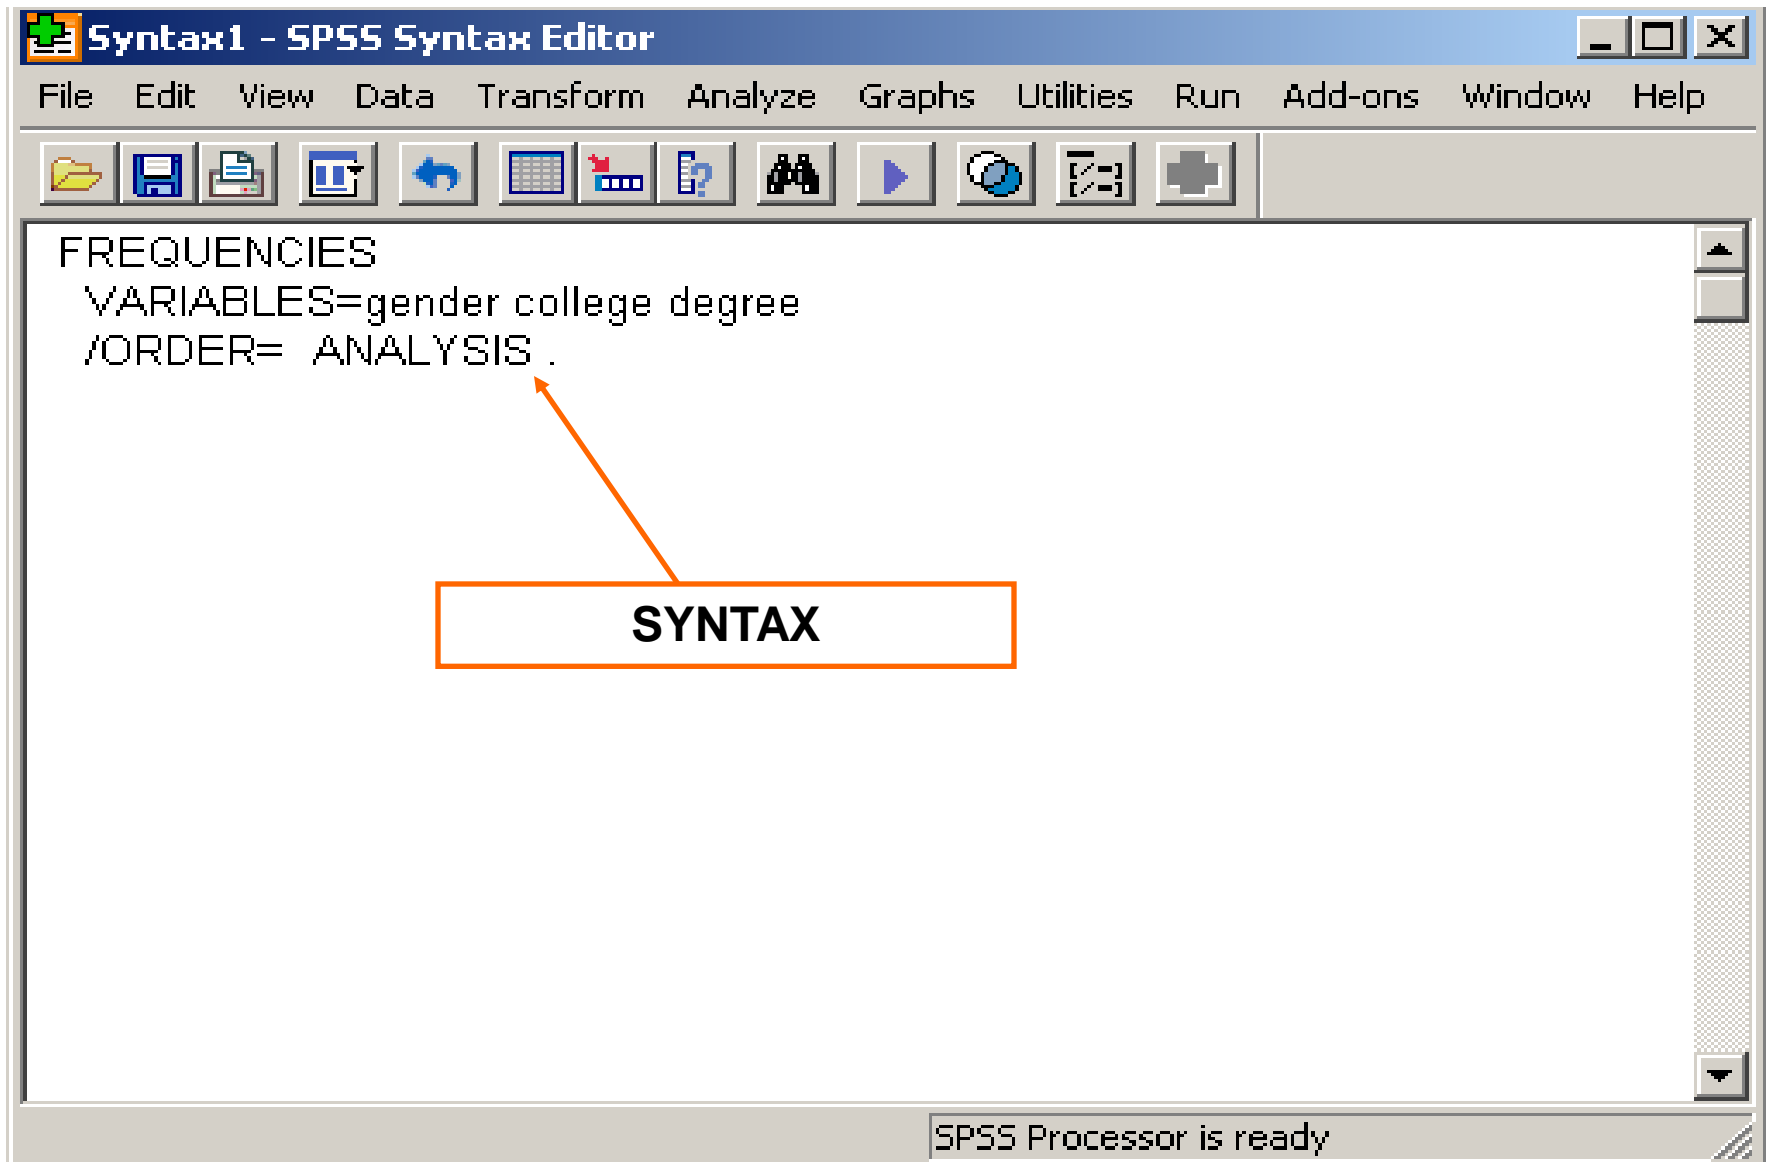 Syntax1 - SPSS Syntax Editor
File Edit View Data Transform Analyze Graphs Utilities Run Add-ons Window Help
FREQUENCIES
VARIABLES=gender college degree
/ORDER= ANALYSIS .
SYNTAX
SPSS Processor is ready